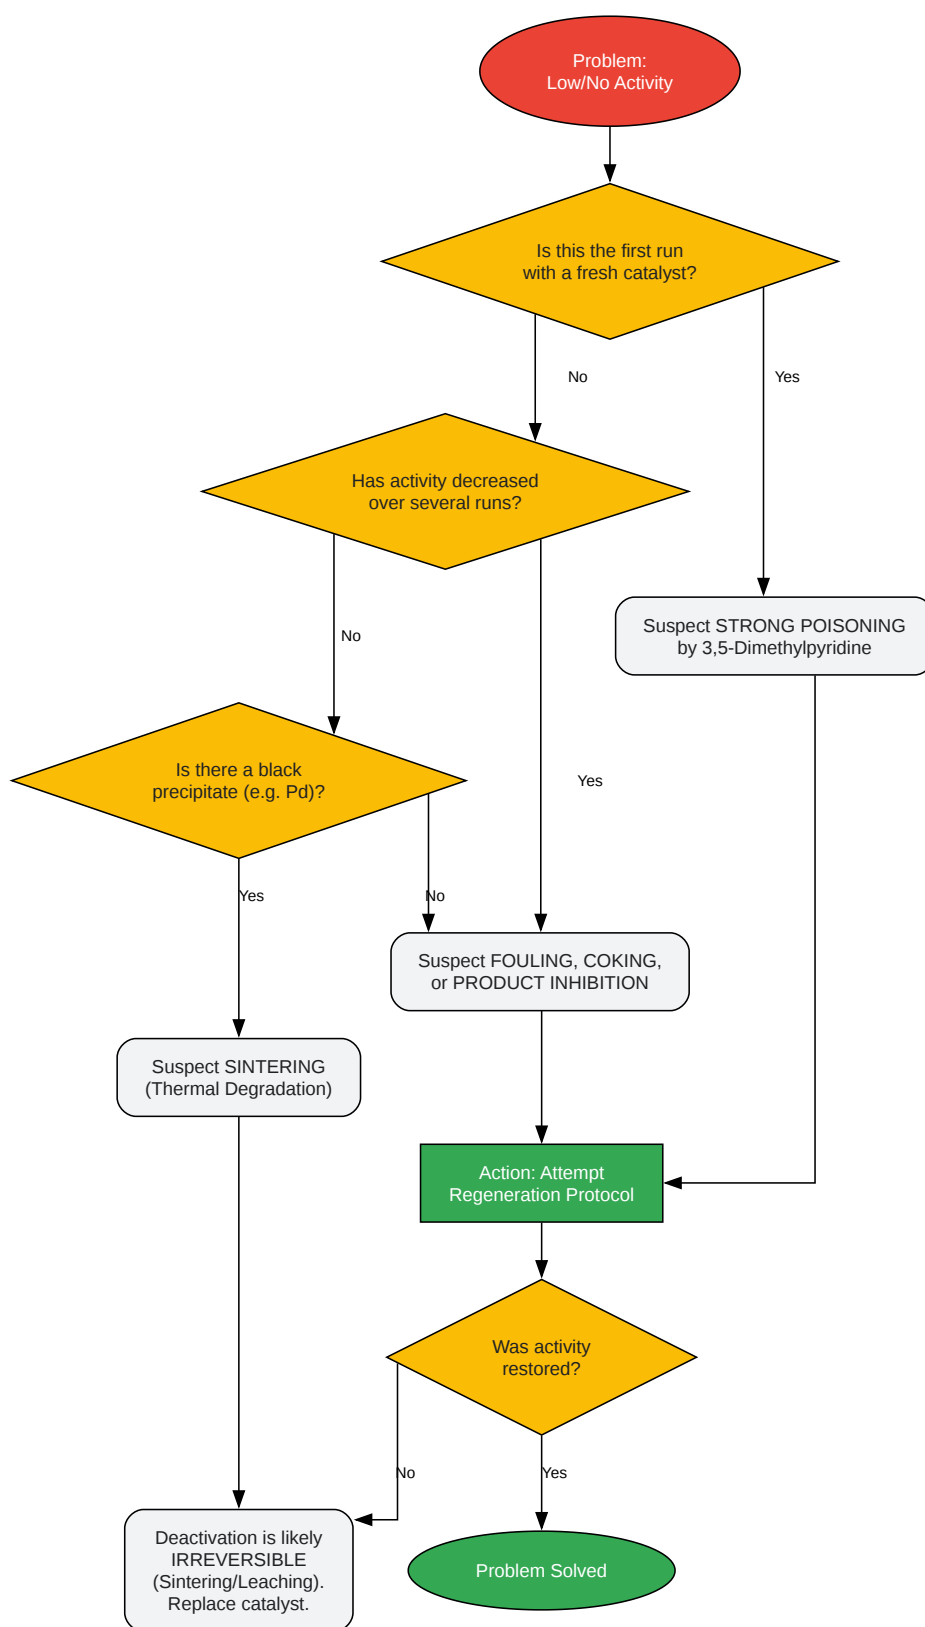 Problem:
Low/No Activity
Is this the first run
with a fresh catalyst?
No
Yes
Has activity decreased
over several runs?
Suspect STRONG POISONING
by 3,5-Dimethylpyridine
No
Is there a black
precipitate (e.g. Pd)?
Yes
Yes
No
Suspect FOULING, COKING,
or PRODUCT INHIBITION
Suspect SINTERING
(Thermal Degradation)
Action: Attempt
Regeneration Protocol
Was activity
restored?
No
Yes
Deactivation is likely
IRREVERSIBLE
(Sintering/Leaching).
Replace catalyst.
Problem Solved